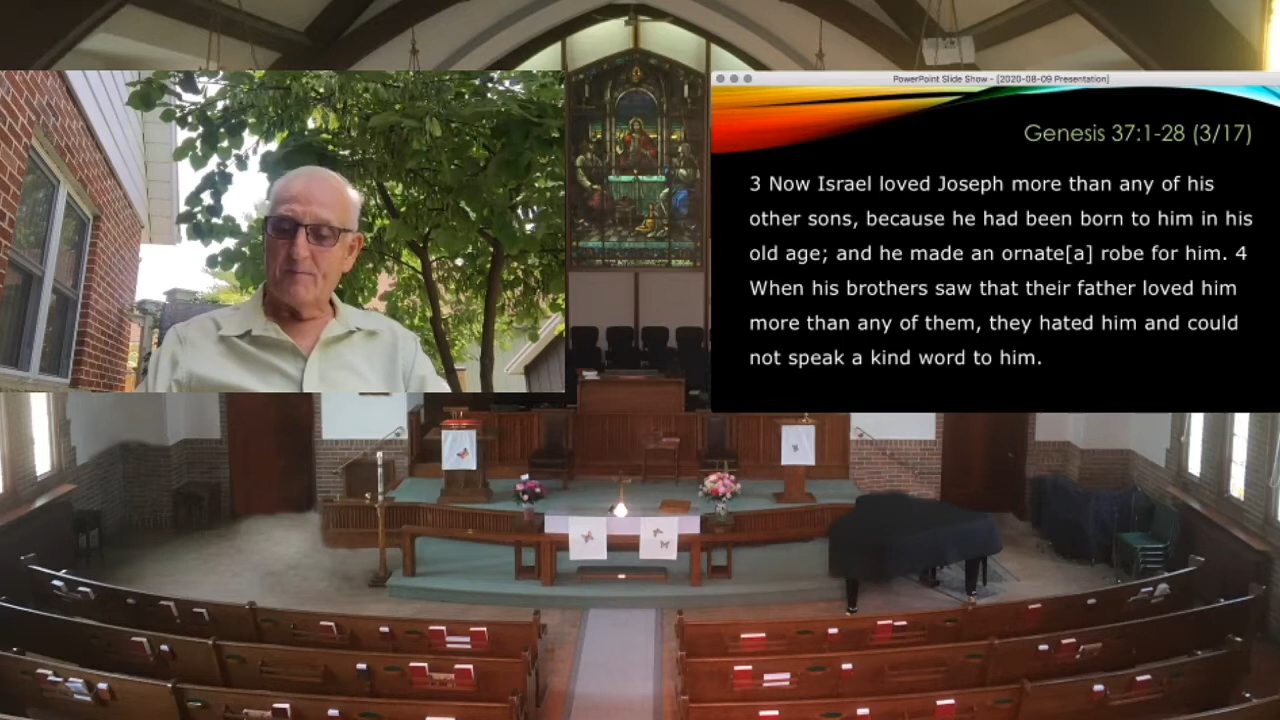 PowerPoint Slide Show - [2020-08-09 Presentation]
Genesis 37:1-28 (3/17)
3 Now Israel loved Joseph more than any of his
other sons, because he had been born to him in his
old age; and he made an ornate[a] robe for him. 4
When his brothers saw that their father loved him
more than any of them, they hated him and could
not speak a kind word to him.